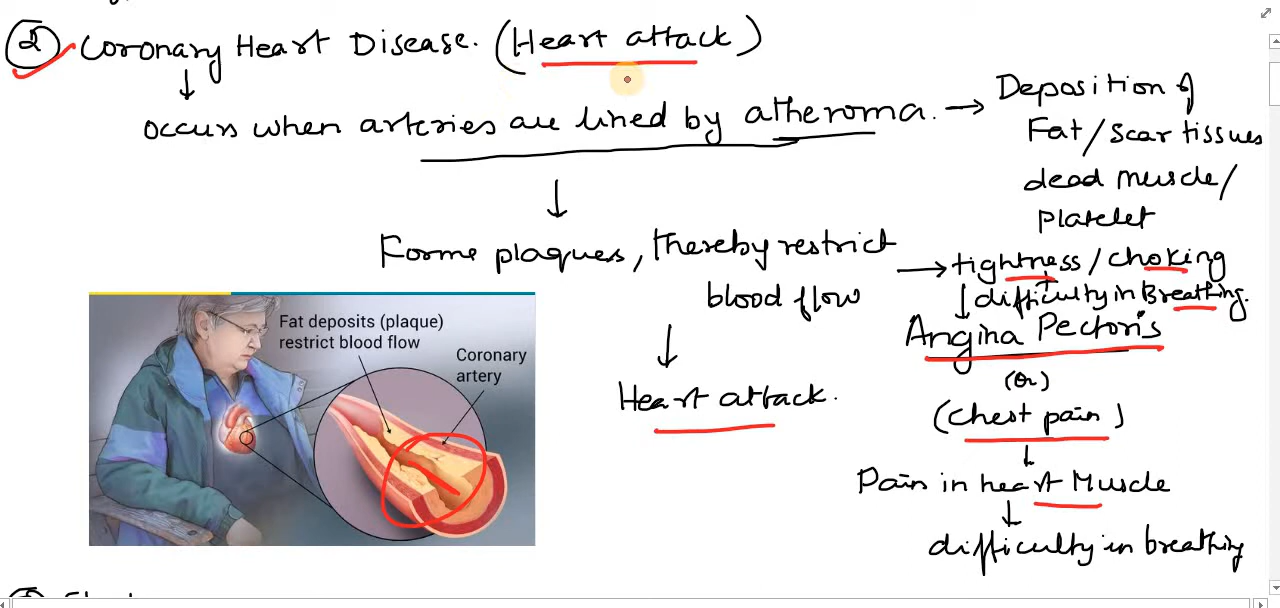 ② Coronary Heart Disease. (Heart attack)
↓
occurs when arteries are lined by atheroma. → Deposition of
Fat/scar tissues
dead muscle/
Platelet
↓
Forme plaques, thereby restrict
blood flow
→ tightness/choking
↓ difficulty in Breathing.
Angina Pectoris
(or)
(chest pain)
↓
Pain in heart Muscle
↓
difficulty in breathing
↓
Heart attack.
Fat deposits (plaque)
restrict blood flow
Coronary
artery